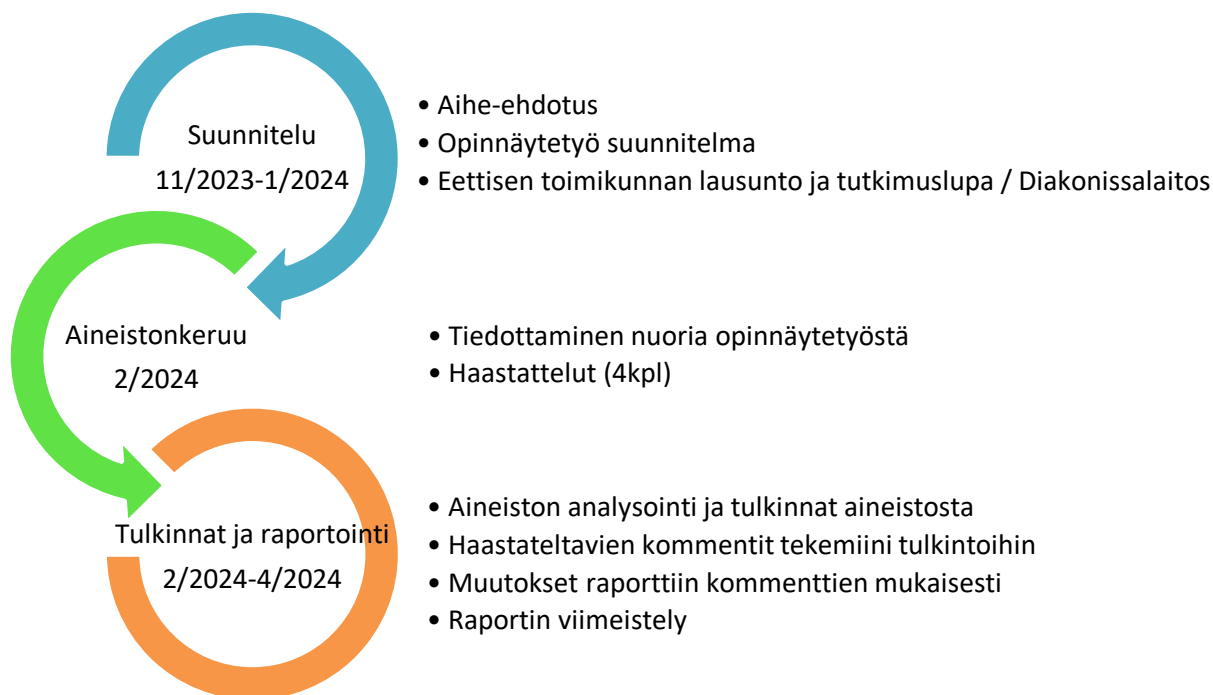 Suunnitelu
11/2023-1/2024
• Aihe-ehdotus
• Opinnäytetyö suunnitelma
• Eettisen toimikunnan lausunto ja tutkimuslupa / Diakonissalaitos
Aineistonkeruu
2/2024
• Tiedottaminen nuoria opinnäytetyöstä
• Haastattelut (4kpl)
Tulkinnat ja raportointi
2/2024-4/2024
• Aineiston analysointi ja tulkinnat aineistosta
• Haastateltavien kommentit tekemiini tulkintoihin
• Muutokset raporttiin kommenttien mukaisesti
• Raportin viimeistely